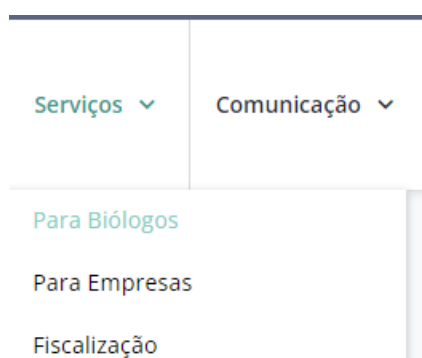 Serviços Comunicação
Para Biólogos
Para Empresas
Fiscalização